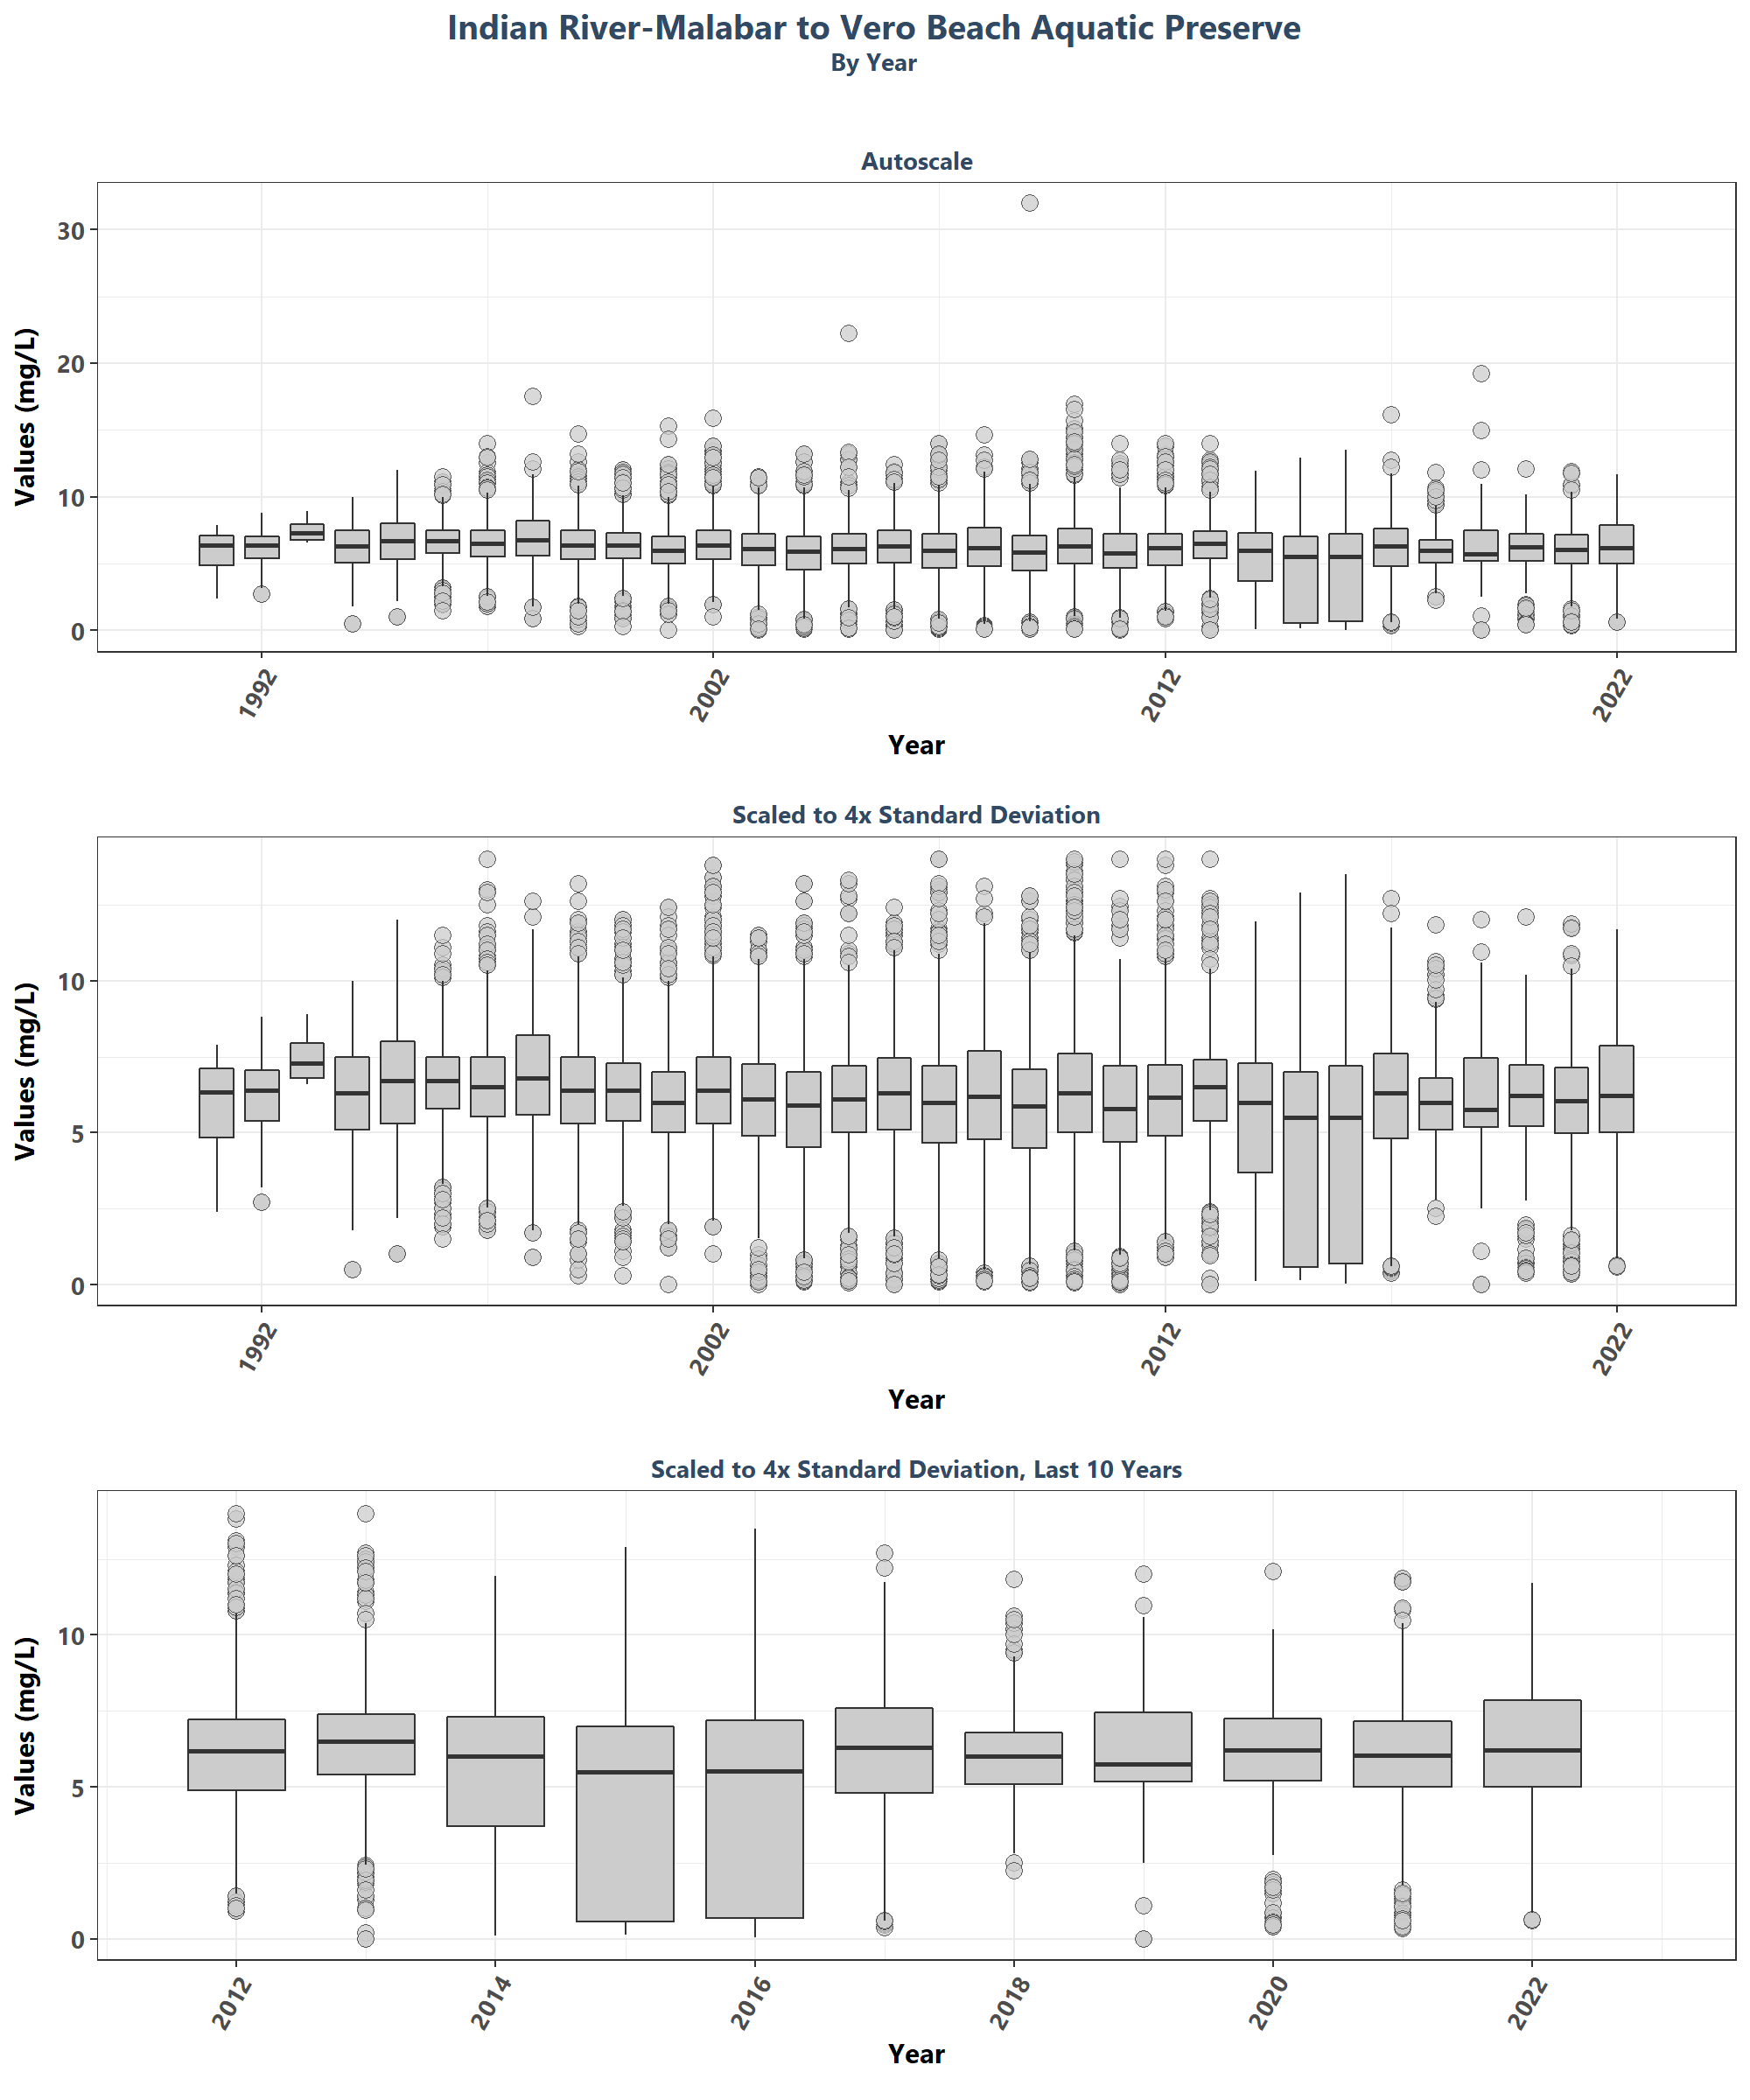 Indian River-Malabar to Vero Beach Aquatic Preserve
By Year
Autoscale
Values (mg/L)
30
20
10
0
1992
2002
2012
2022
Year
Scaled to 4x Standard Deviation
Values (mg/L)
10
5
0
1992
2002
2012
2022
Year
Scaled to 4x Standard Deviation, Last 10 Years
Values (mg/L)
10
5
0
2012
2014
2016
2018
2020
2022
Year